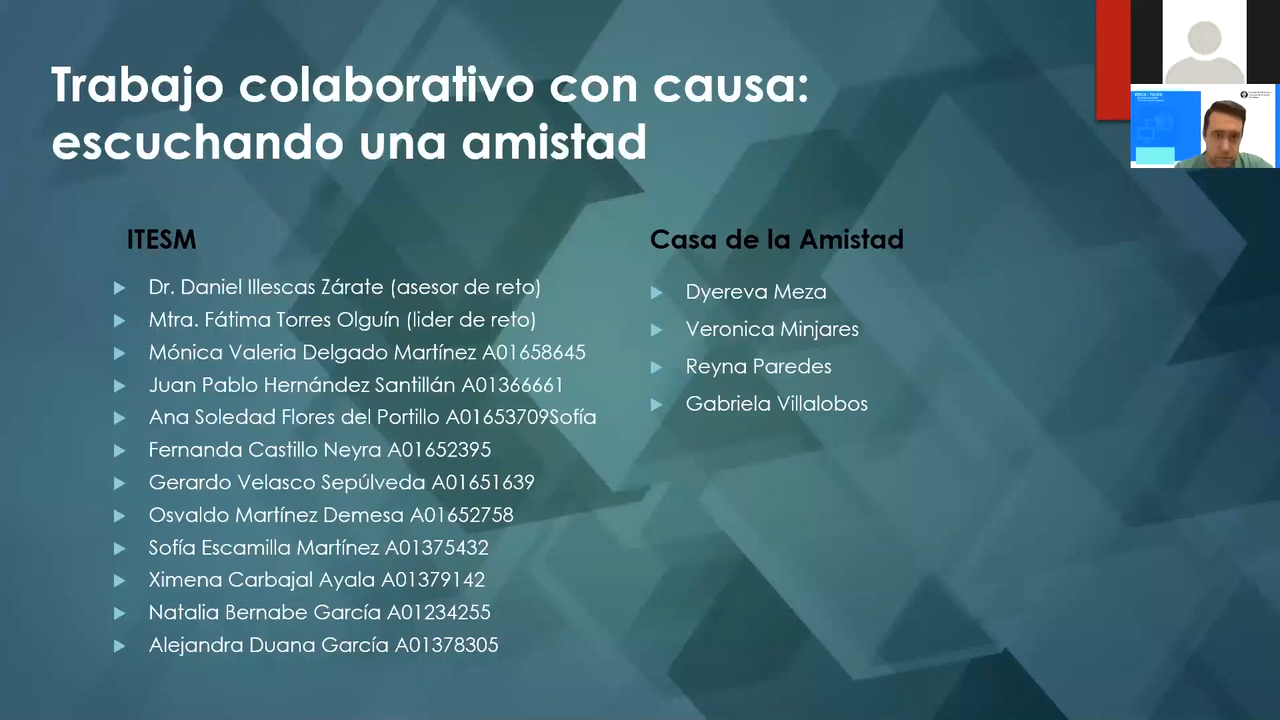 Trabajo colaborativo con causa:
escuchando una amistad
ITESM
Dr. Daniel Illescas Zárate (asesor de reto)
Mtra. Fátima Torres Olguín (lider de reto)
Mónica Valeria Delgado Martínez A01658645
Juan Pablo Hernández Santillán A01366661
Ana Soledad Flores del Portillo A01653709Sofía
Fernanda Castillo Neyra A01652395
Gerardo Velasco Sepúlveda A01651639
Osvaldo Martínez Demesa A01652758
Sofía Escamilla Martínez A01375432
Ximena Carbajal Ayala A01379142
Natalia Bernabe García A01234255
Alejandra Duana García A01378305
Casa de la Amistad
Dyereva Meza
Veronica Minjares
Reyna Paredes
Gabriela Villalobos